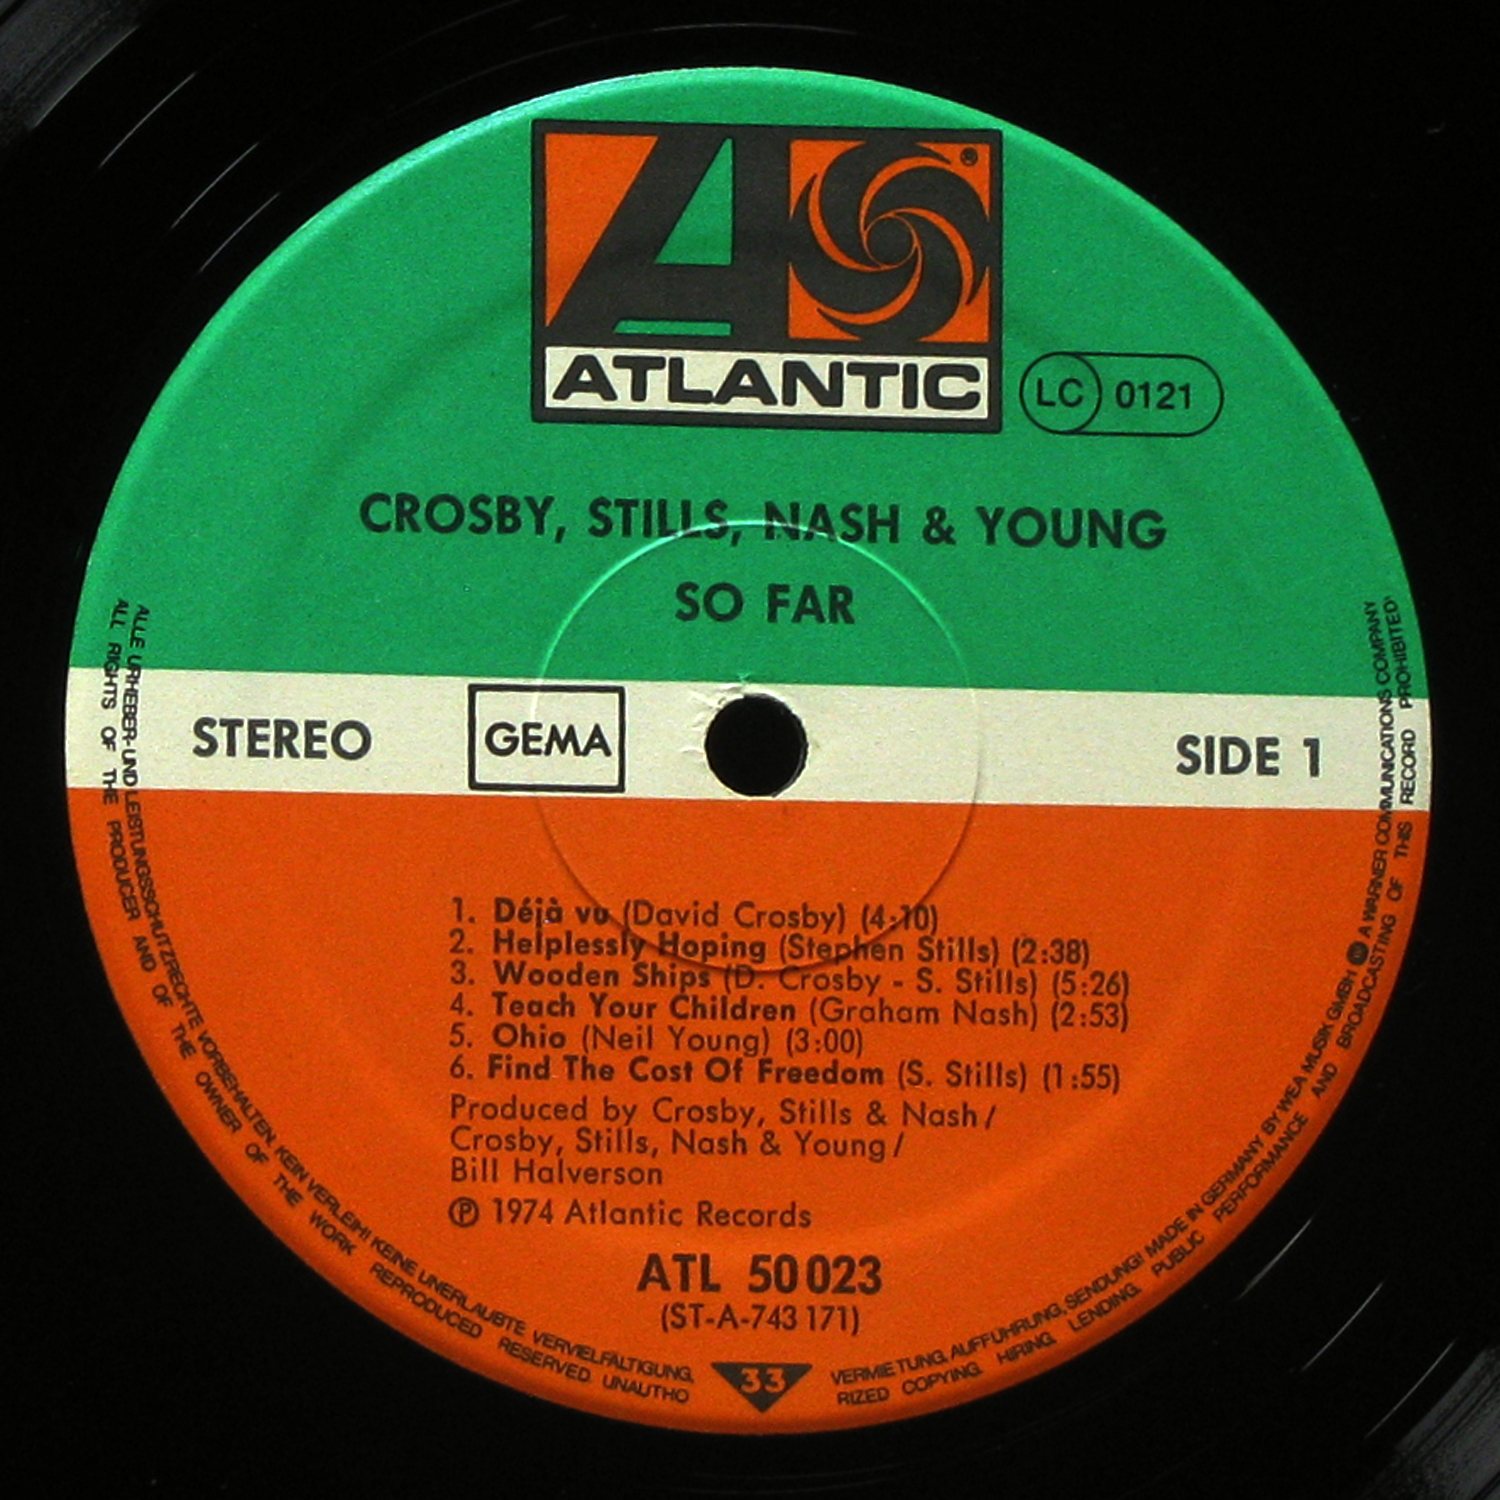 A
®
ATLANTIC
LC 0121
CROSBY, STILLS, NASH & YOUNG
SO FAR
STEREO
GEMA
SIDE 1
1. Déjà vu (David Crosby) (4:10)
2. Helplessly Hoping (Stephen Stills) (2:38)
3. Wooden Ships (D. Crosby - S. Stills) (5:26)
4. Teach Your Children (Graham Nash) (2:53)
5. Ohio (Neil Young) (3:00)
6. Find The Cost Of Freedom (S. Stills) (1:55)
Produced by Crosby, Stills & Nash/
Crosby, Stills, Nash & Young/
Bill Halverson
℗ 1974 Atlantic Records
ATL 50 023
(ST-A-743 171)
33
ALLE URHEBER- UND LEISTUNGSSCHUTZRECHTE VORBEHALTEN. KEIN VERLEIH! KEINE UNERLAUBTE VERVIELFÄLTIGUNG, VERMIETUNG, AUFFÜHRUNG, SENDUNG! MADE IN GERMANY BY WEA MUSIK GMBH A WARNER COMMUNICATIONS COMPANY
ALL RIGHTS OF THE PRODUCER AND OF THE OWNER OF THE WORK REPRODUCED RESERVED UNAUTHORIZED COPYING, HIRING, LENDING, PUBLIC PERFORMANCE AND BROADCASTING OF THIS RECORD PROHIBITED